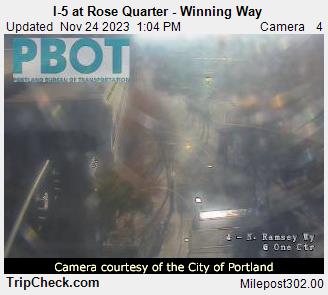 I-5 at Rose Quarter - Winning Way
Updated Nov 24 2023 1:04 PM Camera 4
PBOT
PORTLAND BUREAU OF TRANSPORTATION
4 - N. Ramsey Wy
@ One Ctr
Camera courtesy of the City of Portland
TripCheck.com Milepost302.00